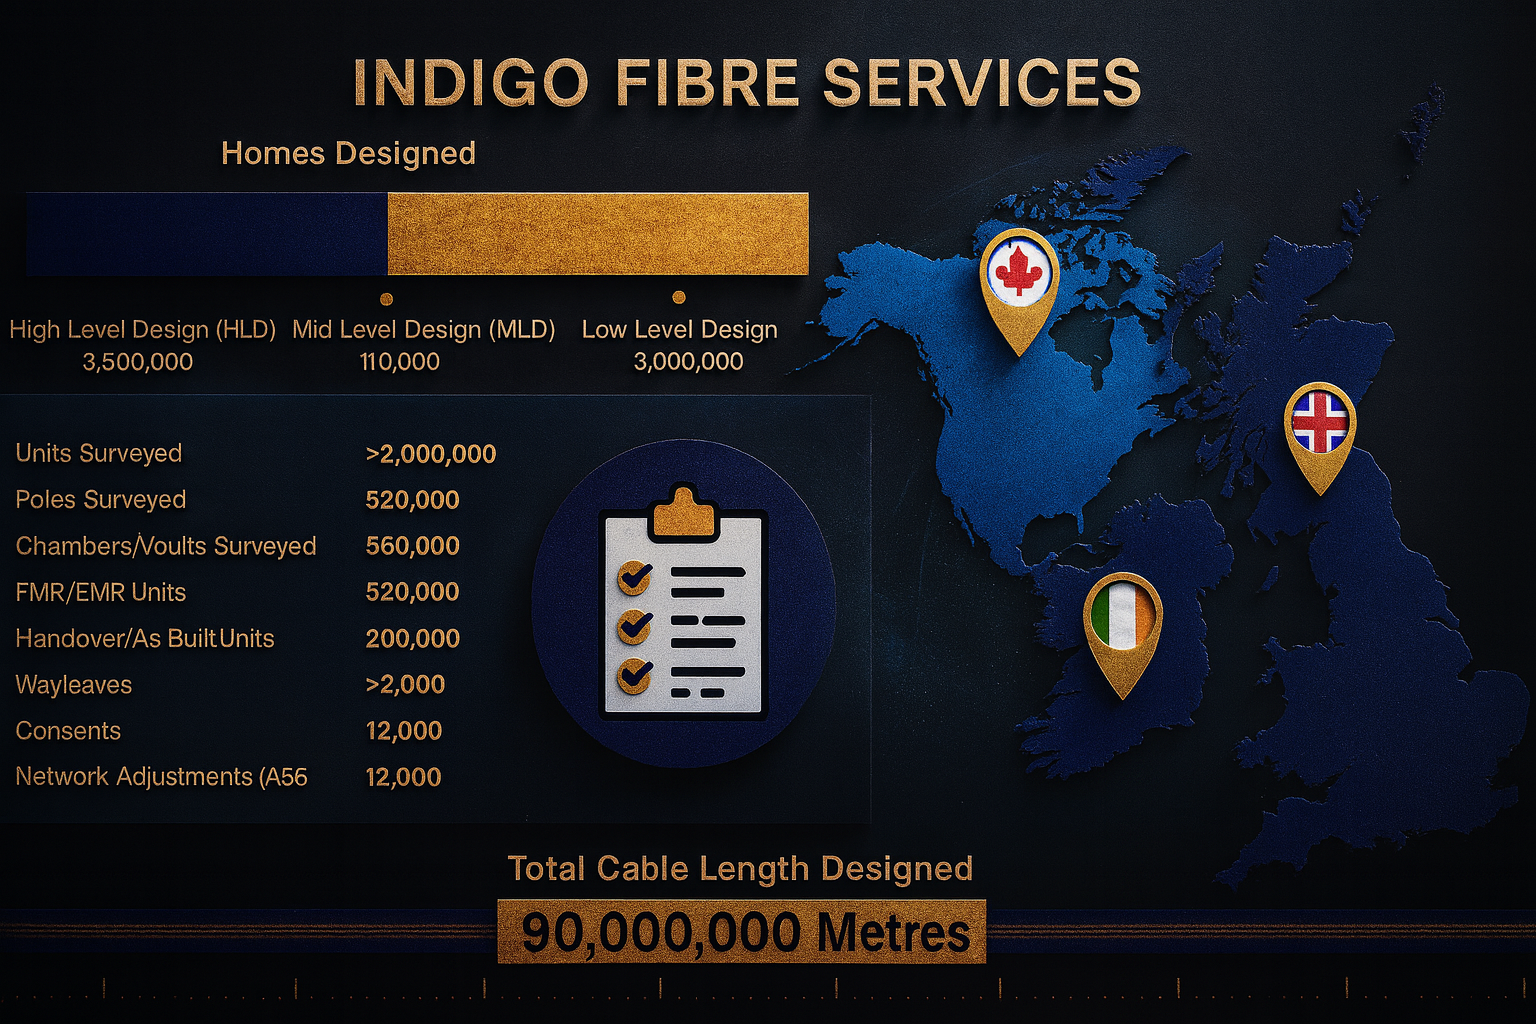 INDIGO FIBRE SERVICES
Homes Designed
High Level Design (HLD)
3,500,000
Mid Level Design (MLD)
110,000
Low Level Design
3,000,000
Units Surveyed >2,000,000
Poles Surveyed 520,000
Chambers/Voults Surveyed 560,000
FMR/EMR Units 520,000
Handover/As BuiltUnits 200,000
Wayleaves >2,000
Consents 12,000
Network Adjustments (A56 12,000
Total Cable Length Designed
90,000,000 Metres